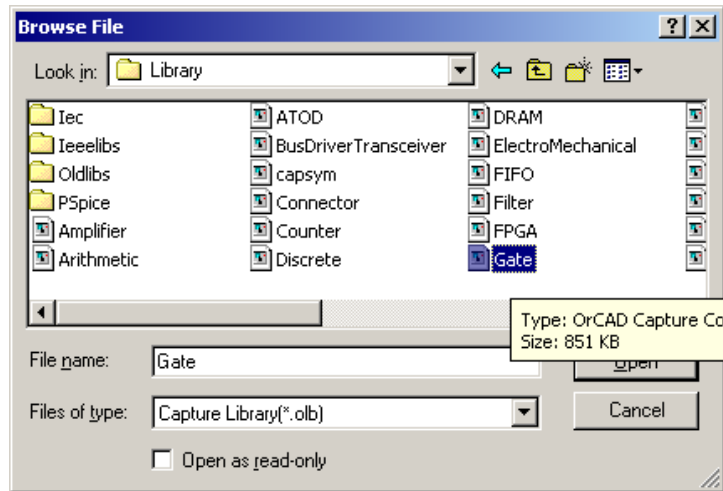 Browse File
Look in: Library
Iec ATOD DRAM
Ieeelibs BusDriverTransceiver ElectroMechanical
Oldlibs capsym FIFO
PSpice Connector Filter
Amplifier Counter FPGA
Arithmetic Discrete Gate
Type: OrCAD Capture Co
Size: 851 KB
File name: Gate Open
Files of type: Capture Library(*.olb) Cancel
Open as read-only